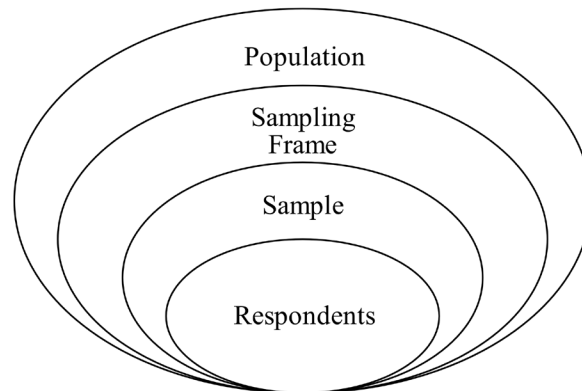 Population
Sampling
Frame
Sample
Respondents